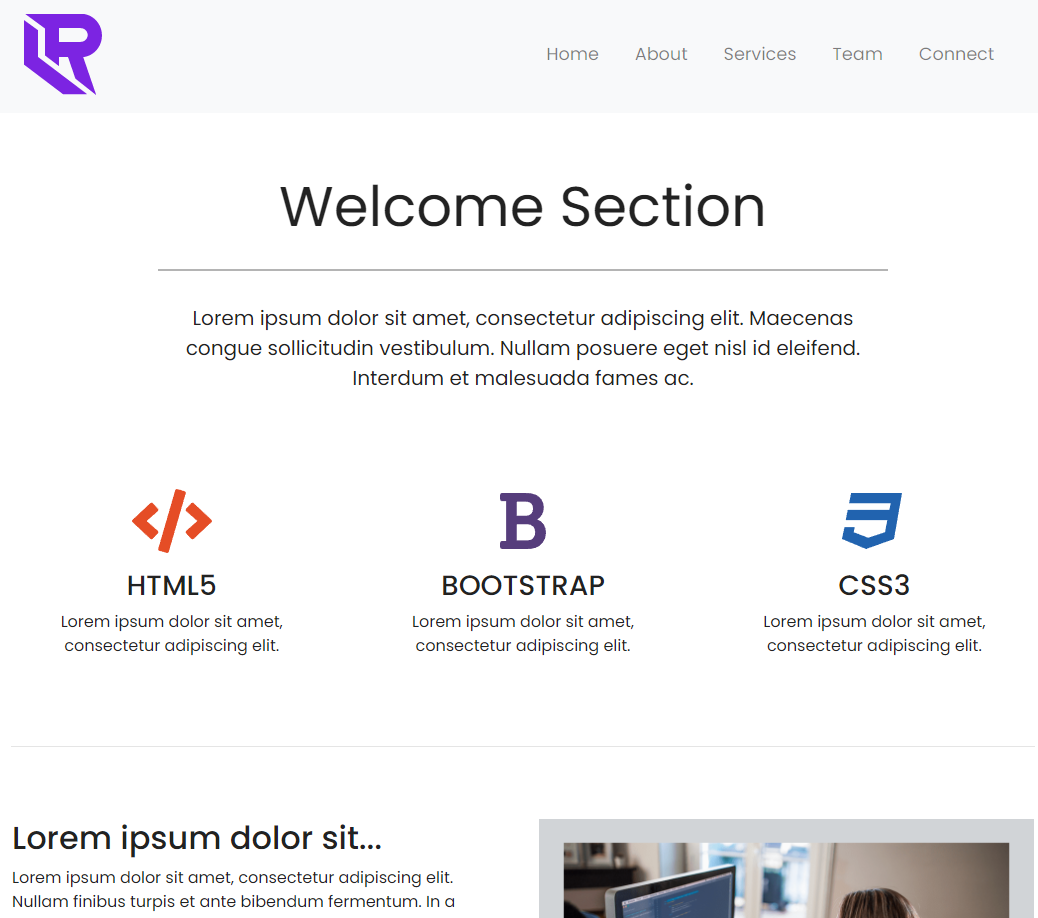 Home About Services Team Connect
Welcome Section
Lorem ipsum dolor sit amet, consectetur adipiscing elit. Maecenas
congue sollicitudin vestibulum. Nullam posuere eget nisl id eleifend.
Interdum et malesuada fames ac.
HTML5
Lorem ipsum dolor sit amet,
consectetur adipiscing elit.
BOOTSTRAP
Lorem ipsum dolor sit amet,
consectetur adipiscing elit.
CSS3
Lorem ipsum dolor sit amet,
consectetur adipiscing elit.
Lorem ipsum dolor sit...
Lorem ipsum dolor sit amet, consectetur adipiscing elit.
Nullam finibus turpis et ante bibendum fermentum. In a